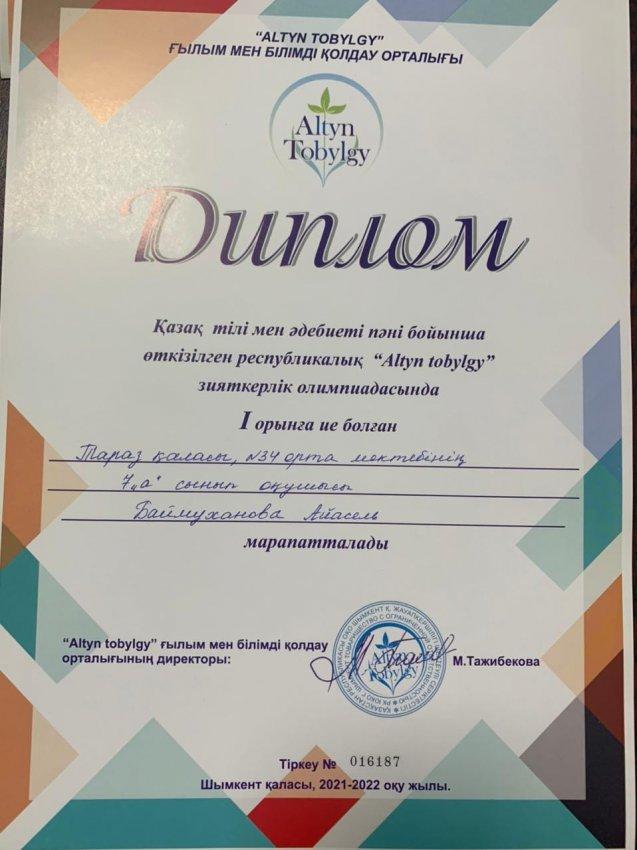 “ALTYN TOBYLGY”
ҒЫЛЫМ МЕН БІЛІМДІ ҚОЛДАУ ОРТАЛЫҒЫ
Altyn
Tobylgy
Диплом
Қазақ тілі мен әдебиеті пәні бойынша
өткізілген республикалық “Altyn tobylgy”
зияткерлік олимпиадасында
I орынға ие болған
Тараз қаласы, №34 орта мектебінің
7„а“ сынып оқушысы
Баймуханова Айасель
марапатталады
“Altyn tobylgy” ғылым мен білімді қолдау
орталығының директоры:
М.Тажибекова
Altyn
Tobylgy
Тіркеу № 016187
Шымкент қаласы, 2021-2022 оқу жылы.